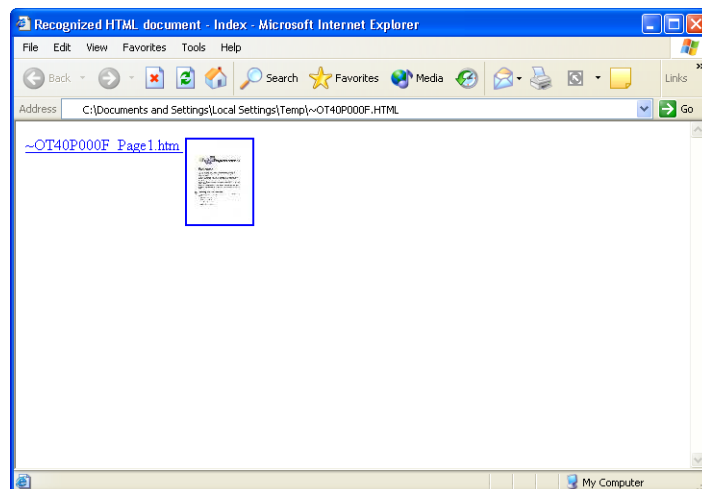 Recognized HTML document - Index - Microsoft Internet Explorer
File Edit View Favorites Tools Help
Back Search Favorites Media Links »
Address C:\Documents and Settings\Local Settings\Temp\~OT40P000F.HTML Go
~OT40P000F_Page1.htm
My Computer